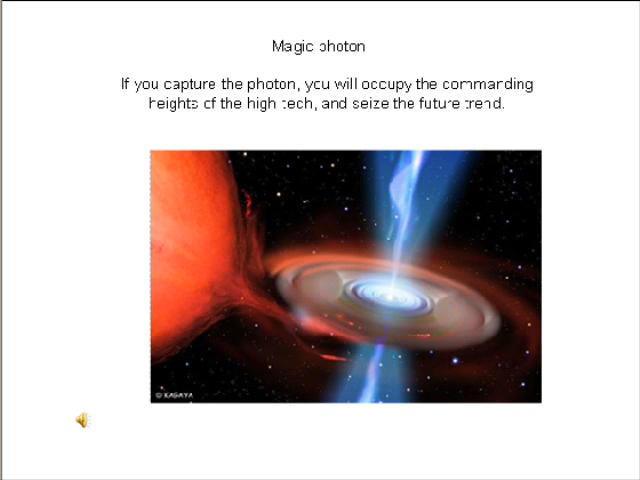 Magic photon
If you capture the photon, you will occupy the commanding
heights of the high tech, and seize the future trend.
© KAGAYA